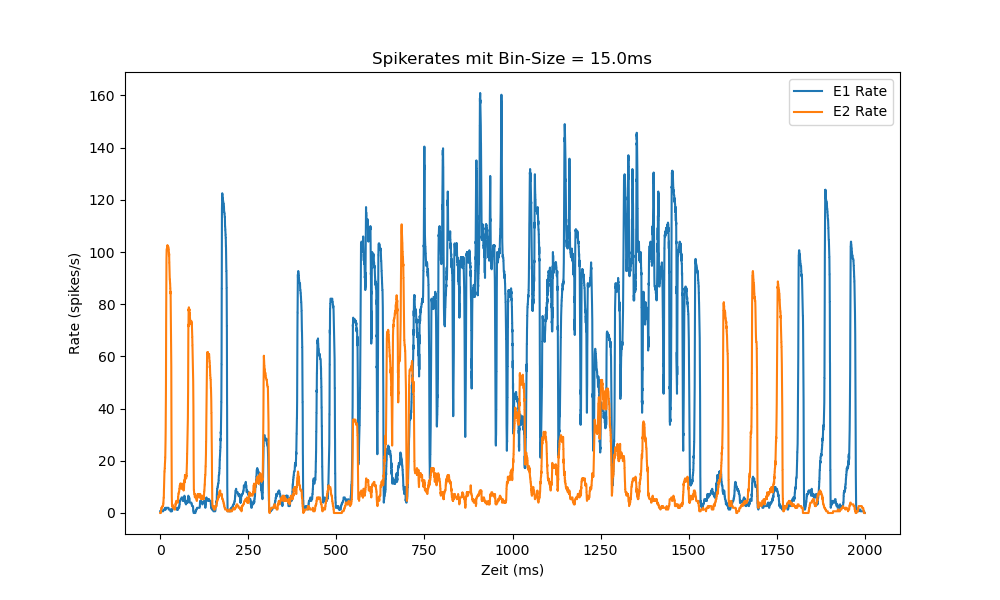 Spikerates mit Bin-Size = 15.0ms
E1 Rate
E2 Rate
160
140
120
100
80
60
40
20
0
Rate (spikes/s)
0 250 500 750 1000 1250 1500 1750 2000
Zeit (ms)